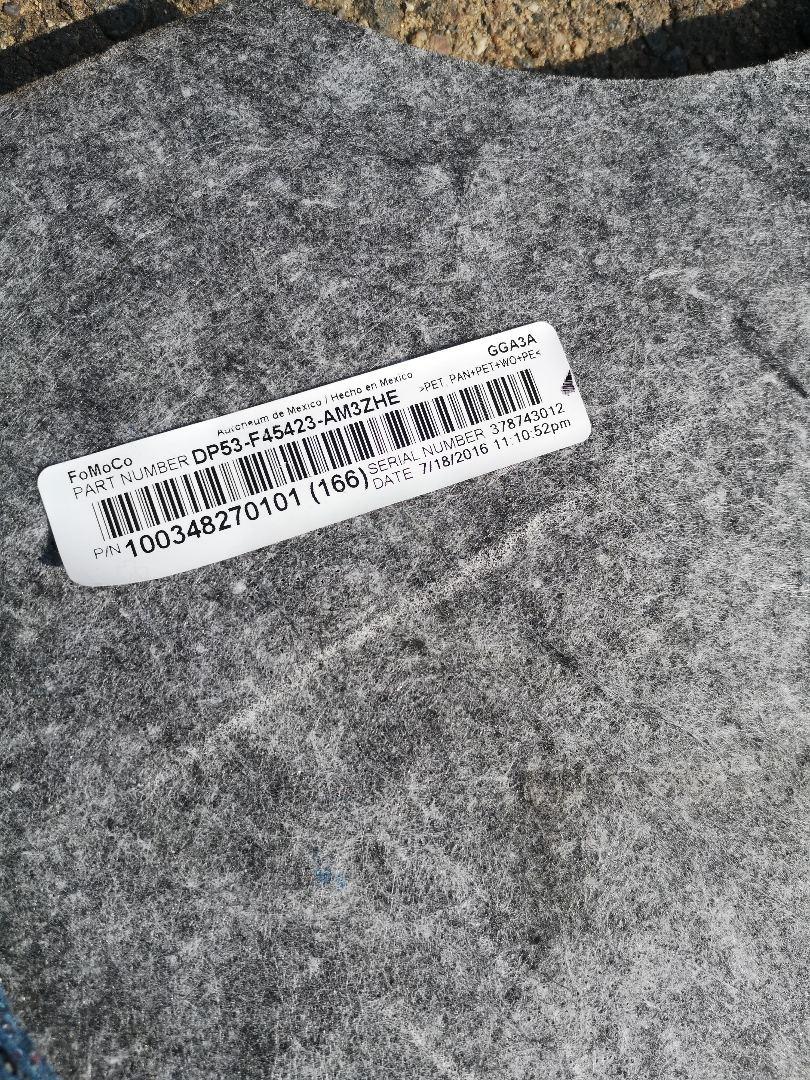 GGA3A
Autoneum de Mexico / Hecho en Mexico >PET, PAN+PET+WO+PE<
FoMoCo
PART NUMBER DP53-F45423-AM3ZHE
SERIAL NUMBER 378743012
P/N 100348270101 (166)
DATE 7/18/2016 11:10:52pm